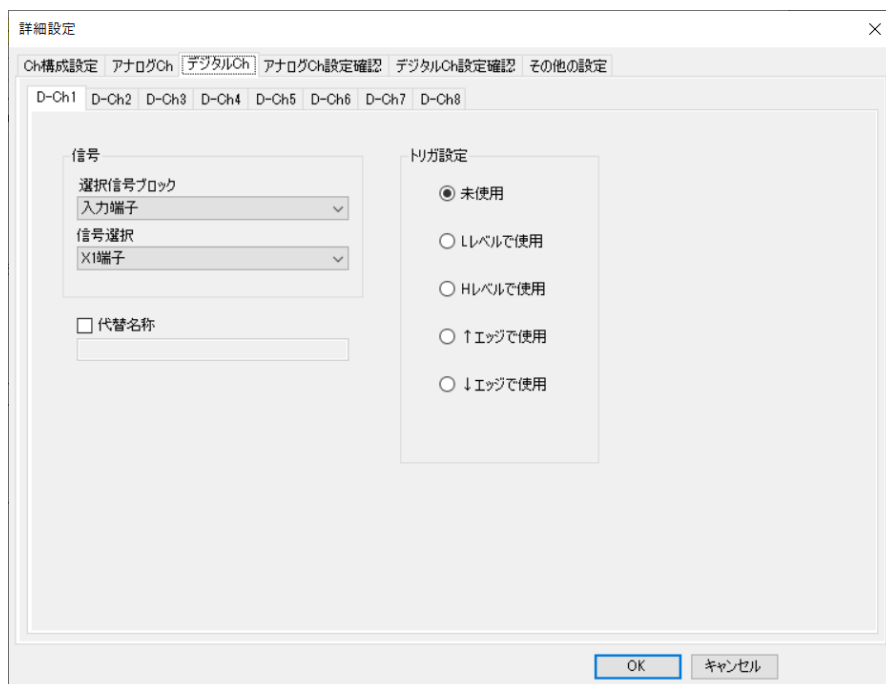 詳細設定
Ch構成設定 アナログCh デジタルCh アナログCh設定確認 デジタルCh設定確認 その他の設定
D-Ch1 D-Ch2 D-Ch3 D-Ch4 D-Ch5 D-Ch6 D-Ch7 D-Ch8
信号
選択信号ブロック
入力端子
信号選択
X1端子
代替名称
トリガ設定
未使用
Lレベルで使用
Hレベルで使用
↑エッジで使用
↓エッジで使用
OK キャンセル